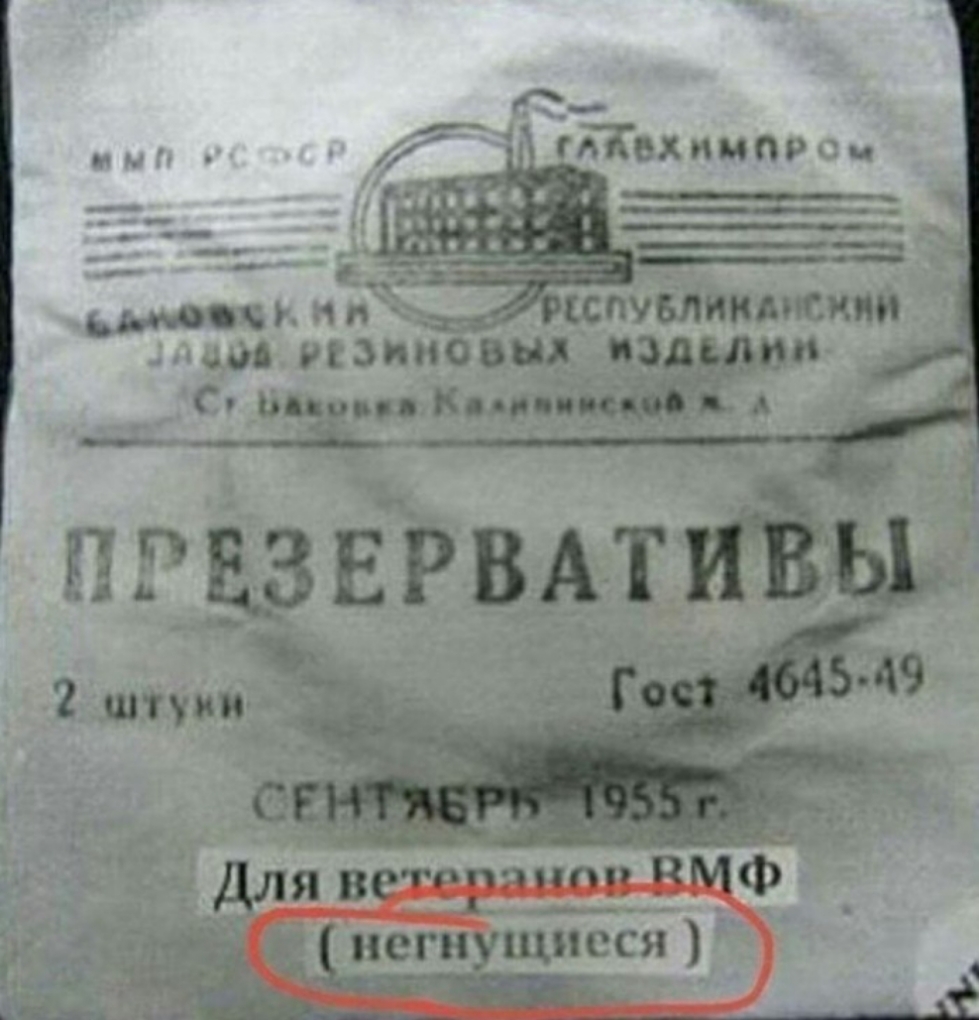 ММП РСФСР ГЛАВХИМПРОМ
БАКОВСКИЙ РЕСПУБЛИКАНСКИЙ
ЗАВОД РЕЗИНОВЫХ ИЗДЕЛИЙ
Ст Баковка Калининской ж. д
ПРЕЗЕРВАТИВЫ
2 штуки Гост 4645-49
СЕНТЯБРЬ 1955 г.
Для ветеранов ВМФ
( негнущиеся )